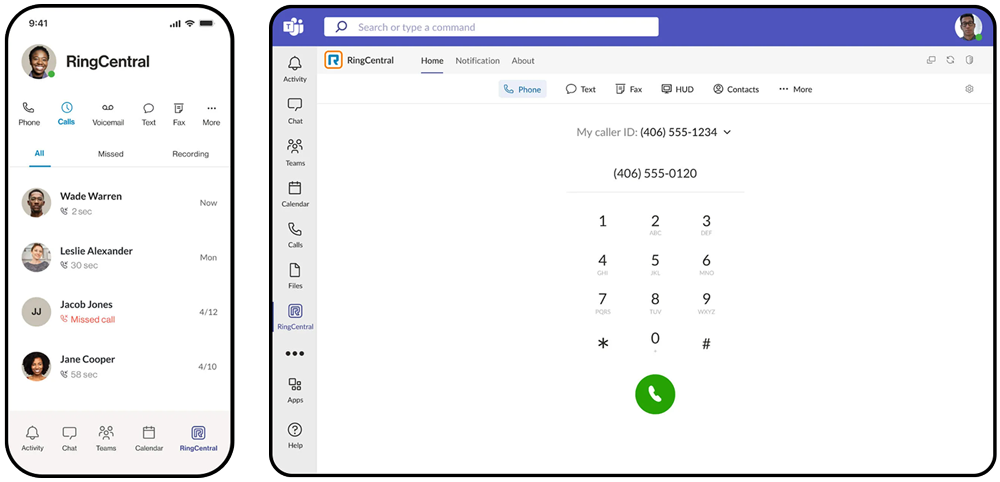 9:41
RingCentral
Phone Calls Voicemail Text Fax More
All Missed Recording
Wade Warren
2 sec
Now
Leslie Alexander
30 sec
Mon
JJ
Jacob Jones
Missed call
4/12
Jane Cooper
58 sec
4/10
Activity Chat Teams Calendar RingCentral
Search or type a command
Activity
Chat
Teams
Calendar
Calls
Files
RingCentral
Apps
Help
RingCentral Home Notification About
Phone Text Fax HUD Contacts More
My caller ID: (406) 555-1234
(406) 555-0120
1 2 3
ABC DEF
4 5 6
GHI JKL MNO
7 8 9
PQRS TUV WXYZ
* 0 #
+